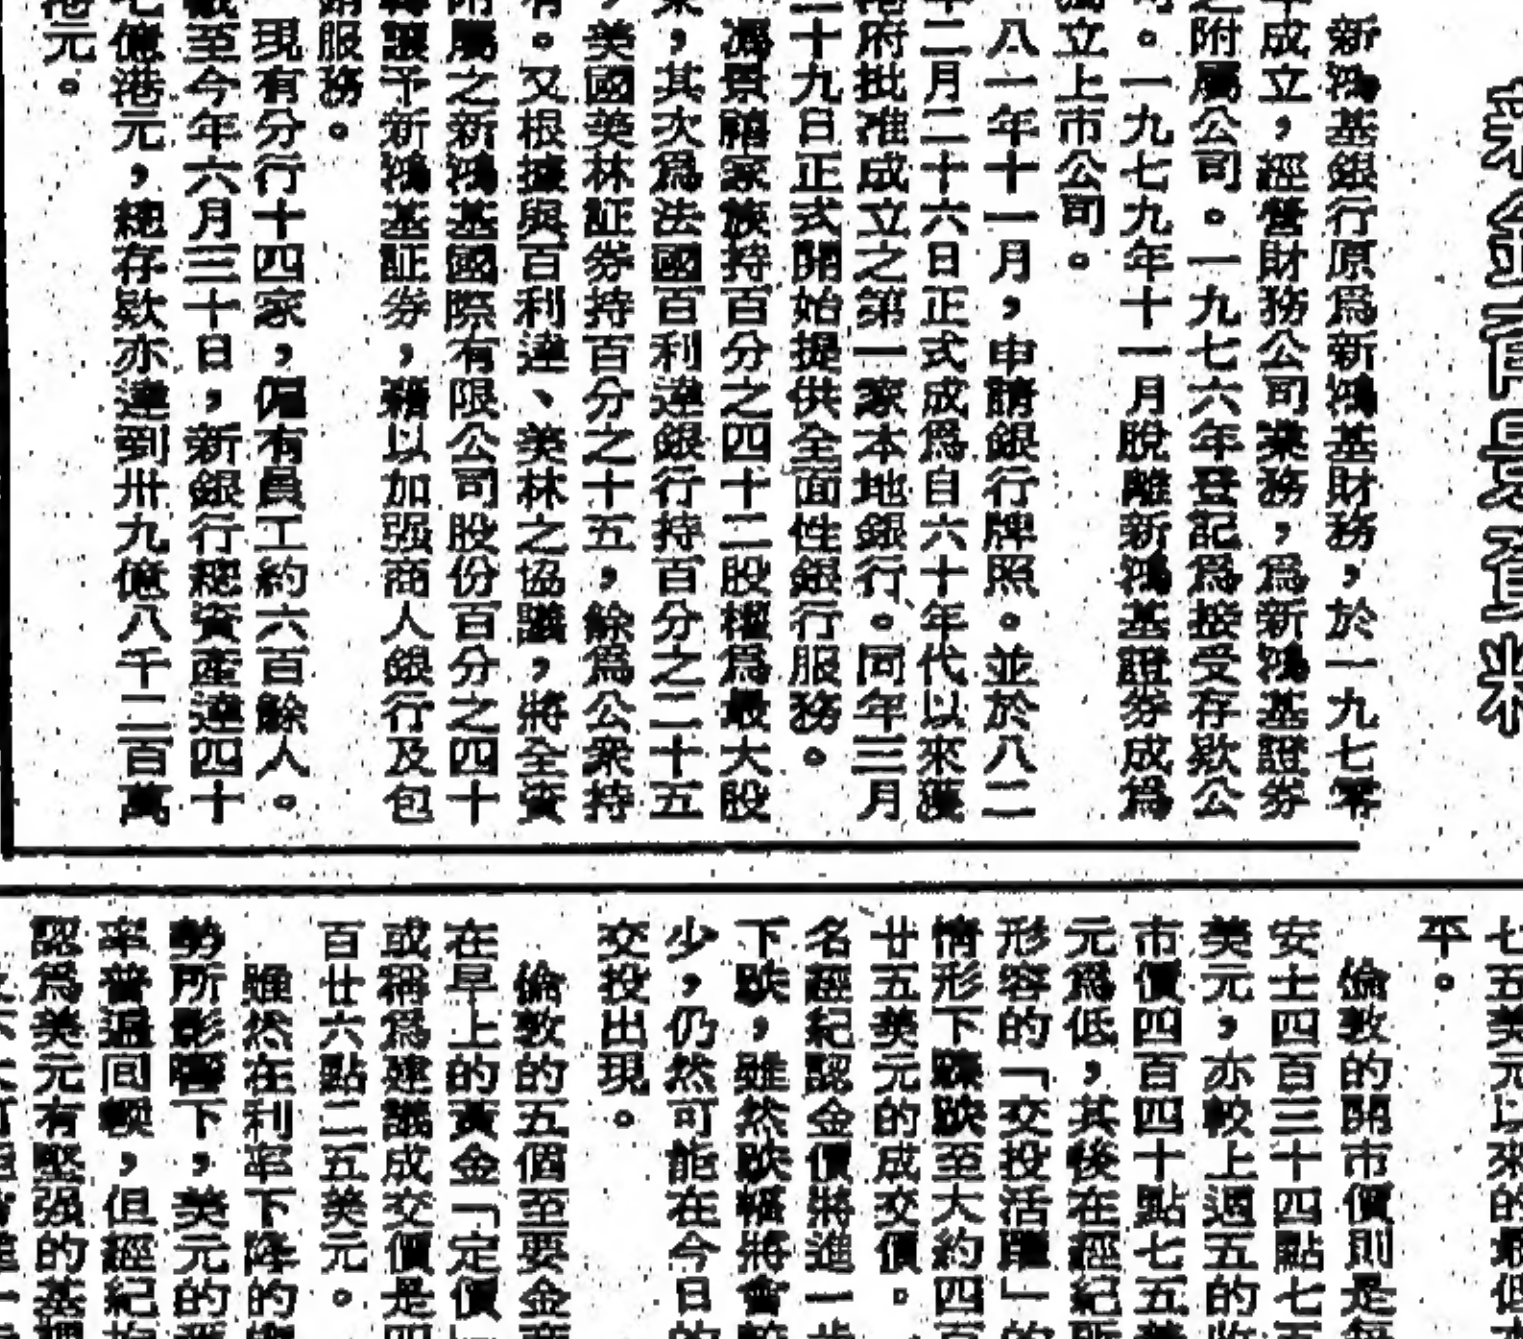 新鴻基銀行原爲新鴻基財務，於一九七零
年成立，經營財務公司業務，爲新鴻基證券
之附屬公司。一九七六年登記爲接受存欵公
司。一九七九年十一月脫離新鴻基證券成爲
獨立上市公司。
八一年十一月，申請銀行牌照。並於八二
年二月二十六日正式成爲自六十年代以來獲
港府批准成立之第一家本地銀行。同年三月
二十九日正式開始提供全面性銀行服務。
馮景禧家族持百分之四十二股權爲最大股
東，其次爲法國百利達銀行持百分之二十五
，美國美林証券持百分之十五，餘爲公衆持
有。又根據與百利達、美林之協議，將全資
附屬之新鴻基國際有限公司股份百分之四十
轉讓予新鴻基証券，藉以加强商人銀行及包
銷服務。
現有分行十四家，僱有員工約六百餘人。
截至今年六月三十日，新銀行總資產達四十
七億港元，總存欵亦達到卅九億八千二百萬
港元。
七五美元以來的最低水
平。
倫敦的開市價則是每
安士四百三十四點七五
美元，亦較上週五的收
市價四百四十點七五美
元爲低，其後在經紀所
形容的「交投活躍」的
情形下驟跌至大約四百
廿五美元的成交價。
名經紀認金價將進一步
下跌，雖然跌幅將會較
少，仍然可能在今日的
交投出現。
倫敦的五個主要金商
在早上的黃金「定價」
或稱爲建議成交價是四
百廿六點二五美元。
雖然在利率下降的
勢所影響下，美元的滙
率普遍回輭，但經紀
認爲美元有堅强的基